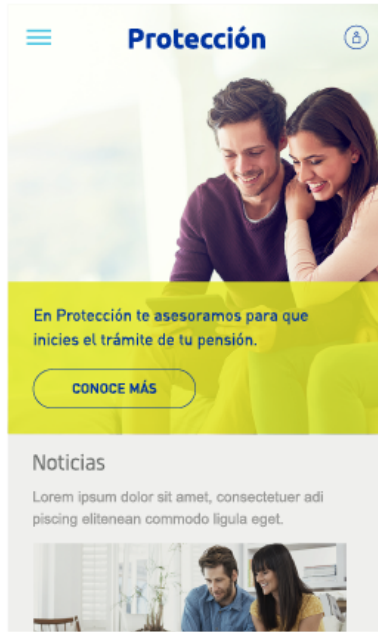 Protección
En Protección te asesoramos para que
inicies el trámite de tu pensión.
CONOCE MÁS
Noticias
Lorem ipsum dolor sit amet, consectetuer adi
piscing elitenean commodo ligula eget.